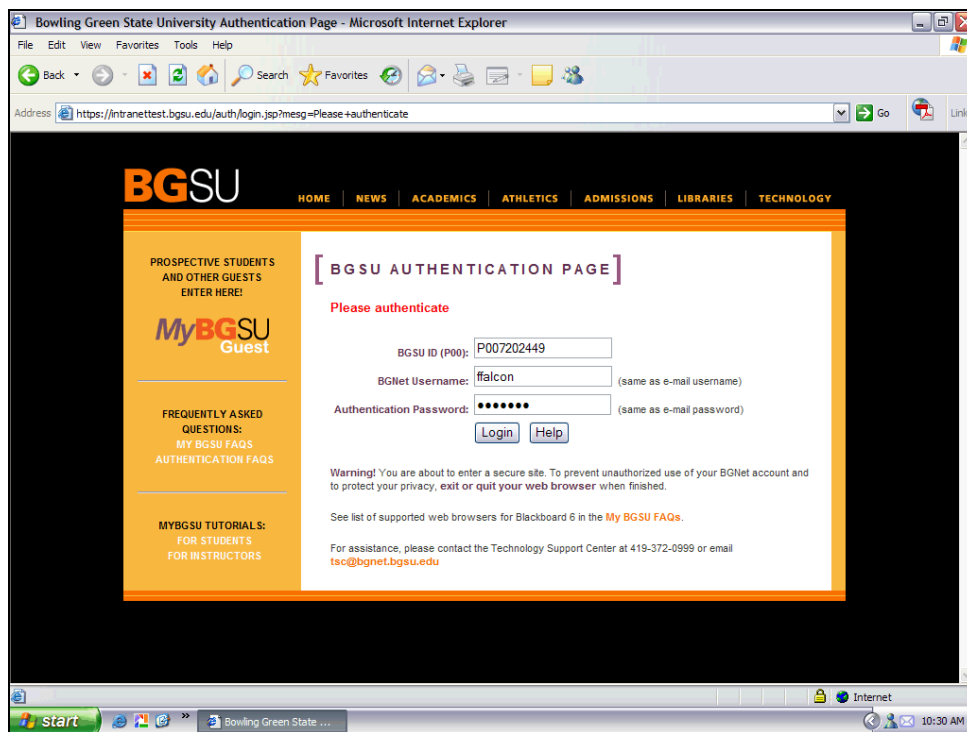 Bowling Green State University Authentication Page - Microsoft Internet Explorer
File Edit View Favorites Tools Help
Back Search Favorites
Address https://intranettest.bgsu.edu/auth/login.jsp?mesg=Please+authenticate Go Link
BGSU
HOME NEWS ACADEMICS ATHLETICS ADMISSIONS LIBRARIES TECHNOLOGY
PROSPECTIVE STUDENTS
AND OTHER GUESTS
ENTER HERE!
MyBGSU
Guest
FREQUENTLY ASKED
QUESTIONS:
MY BGSU FAQS
AUTHENTICATION FAQS
MYBGSU TUTORIALS:
FOR STUDENTS
FOR INSTRUCTORS
[BGSU AUTHENTICATION PAGE]
Please authenticate
BGSU ID (P00): P007202449
BGNet Username: ffalcon (same as e-mail username)
Authentication Password: ••••••• (same as e-mail password)
Login Help
Warning! You are about to enter a secure site. To prevent unauthorized use of your BGNet account and
to protect your privacy, exit or quit your web browser when finished.
See list of supported web browsers for Blackboard 6 in the My BGSU FAQs.
For assistance, please contact the Technology Support Center at 419-372-0999 or email
tsc@bgnet.bgsu.edu
Internet
start » Bowling Green State ... 10:30 AM